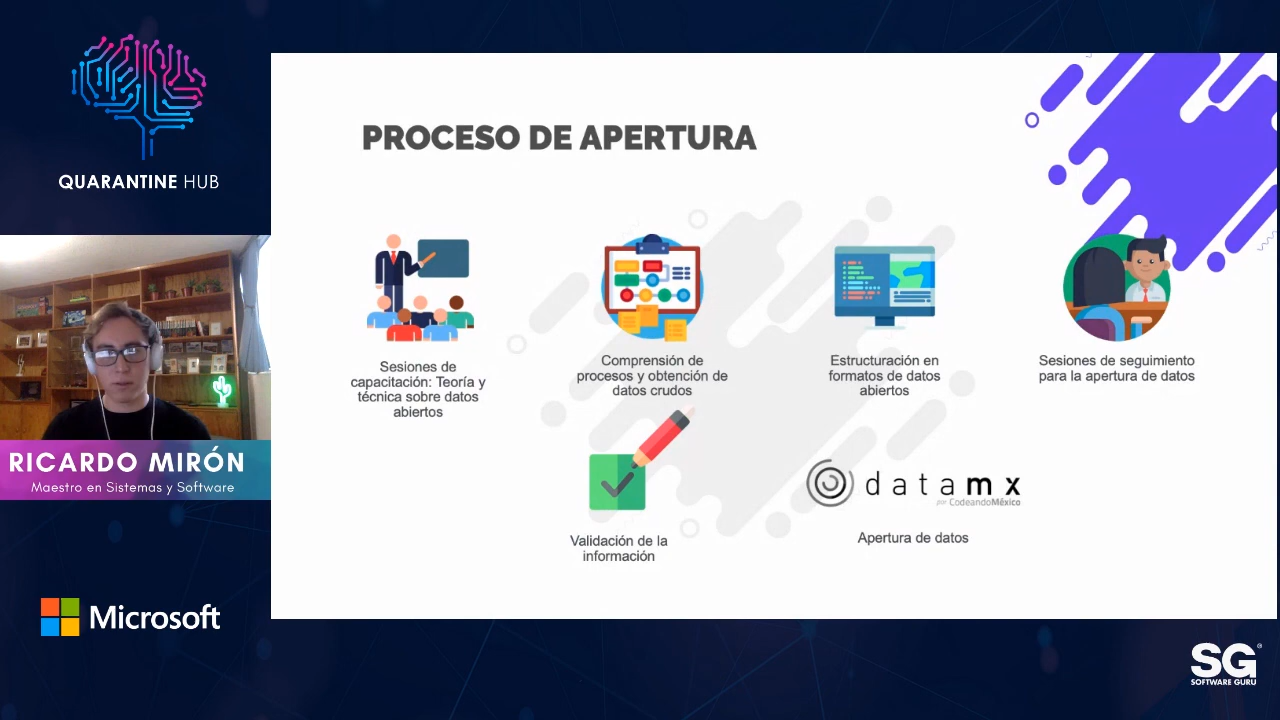 QUARANTINE HUB
PROCESO DE APERTURA
Sesiones de
capacitación: Teoría y
técnica sobre datos
abiertos
Comprensión de
procesos y obtención de
datos crudos
Estructuración en
formatos de datos
abiertos
Sesiones de seguimiento
para la apertura de datos
Validación de la
información
datamx
por CodeandoMéxico
Apertura de datos
RICARDO MIRÓN
Maestro en Sistemas y Software
Microsoft
SG®
SOFTWARE GURU